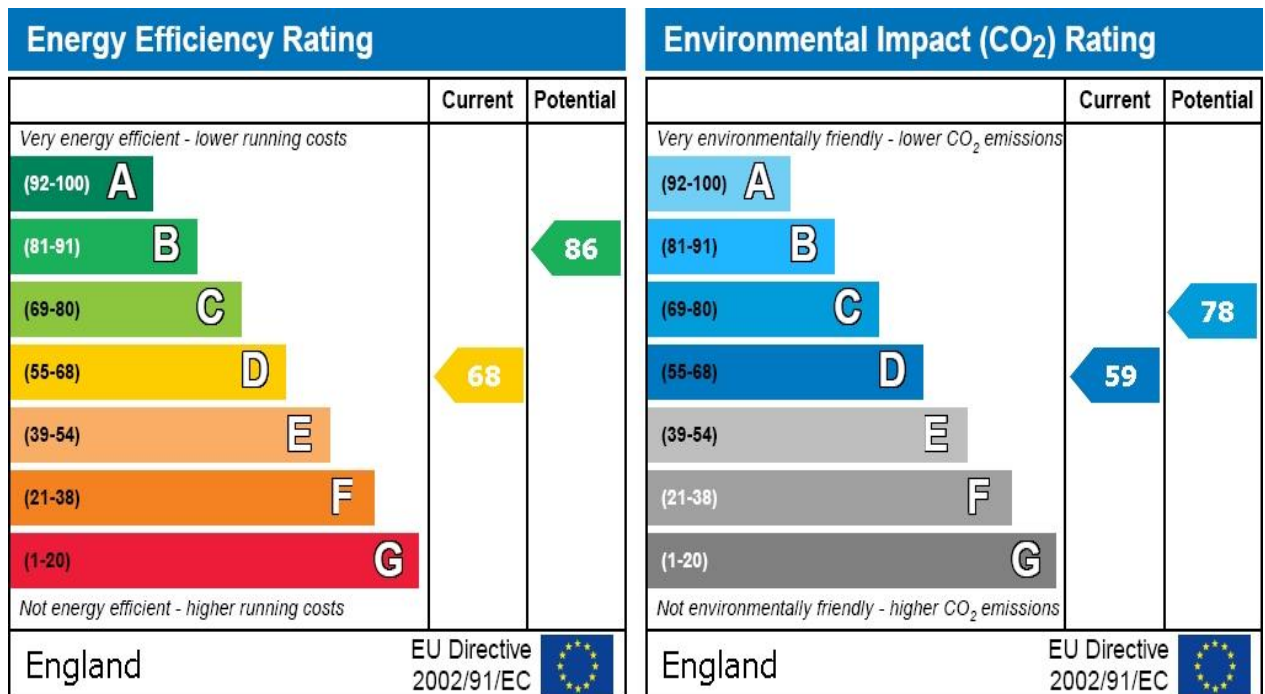 Energy Efficiency Rating
Current Potential
Very energy efficient - lower running costs
(92-100) A
(81-91) B
86
(69-80) C
(55-68) D
68
(39-54) E
(21-38) F
(1-20) G
Not energy efficient - higher running costs
England
EU Directive
2002/91/EC
Environmental Impact (CO₂) Rating
Current Potential
Very environmentally friendly - lower CO₂ emissions
(92-100) A
(81-91) B
(69-80) C
78
(55-68) D
59
(39-54) E
(21-38) F
(1-20) G
Not environmentally friendly - higher CO₂ emissions
England
EU Directive
2002/91/EC